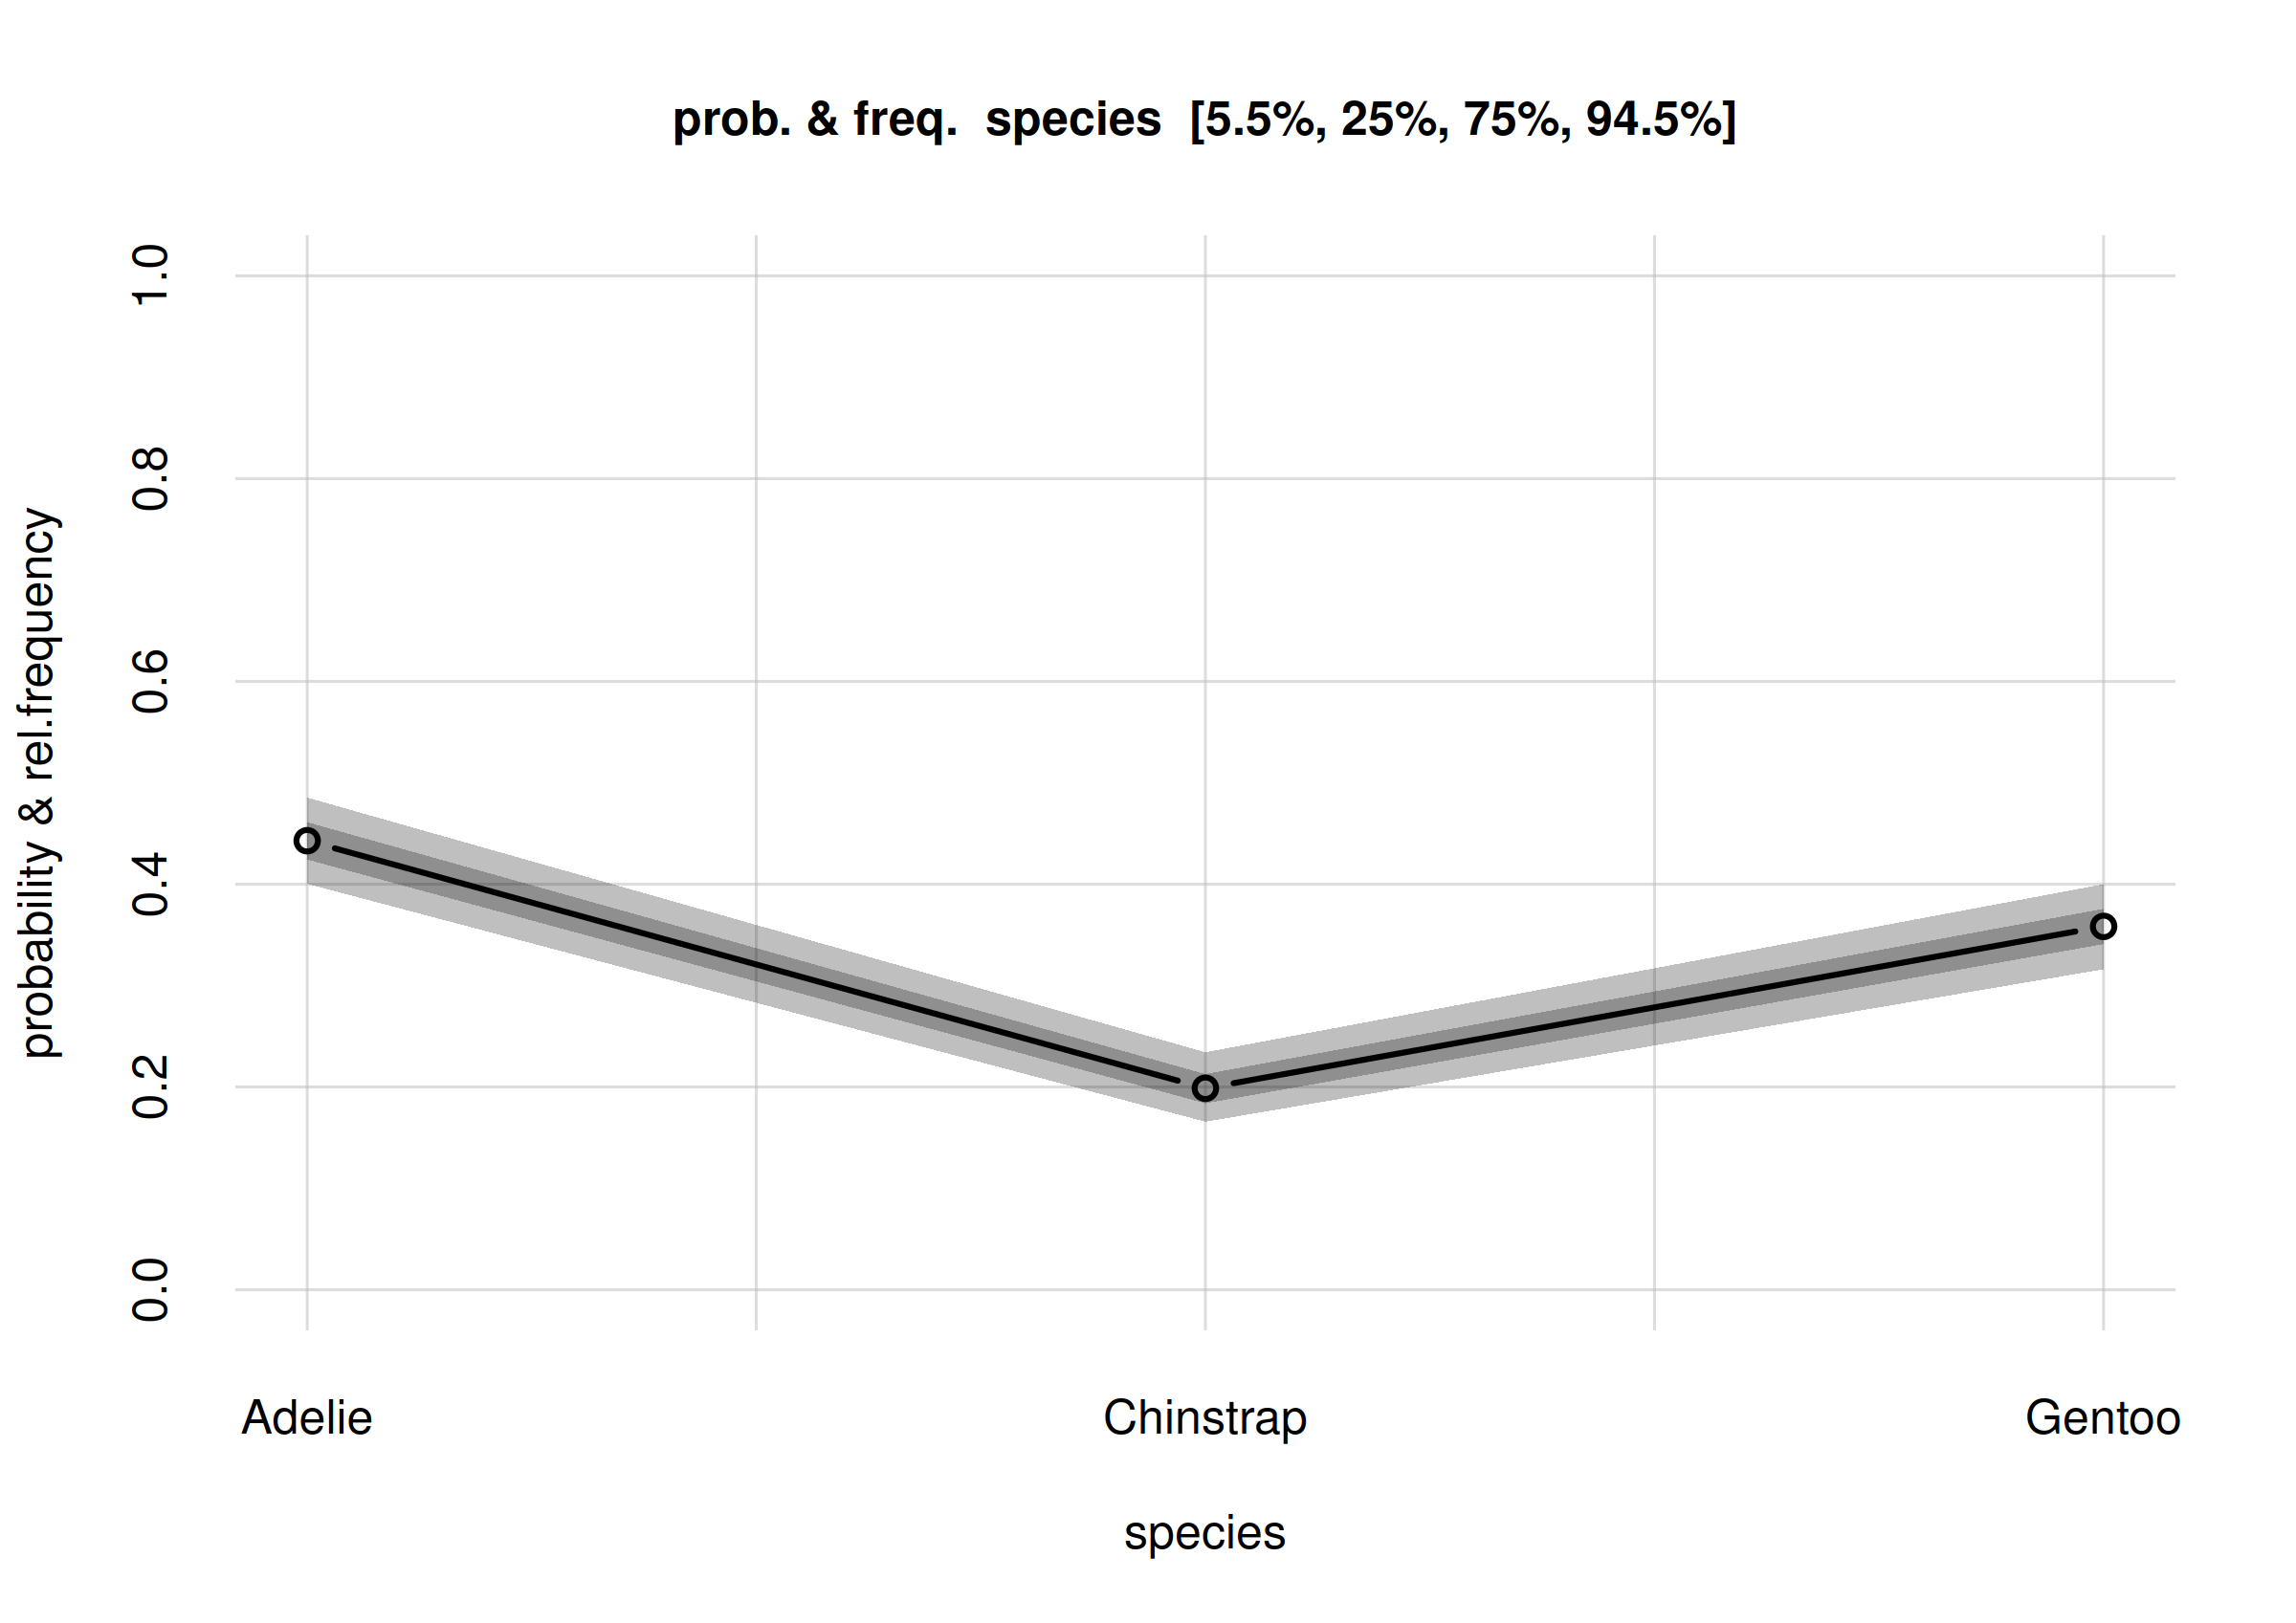 prob. & freq.  species  [5.5%, 25%, 75%, 94.5%]
probability & rel.frequency
1.0
0.8
0.6
0.4
0.2
0.0
Adelie Chinstrap Gentoo
species